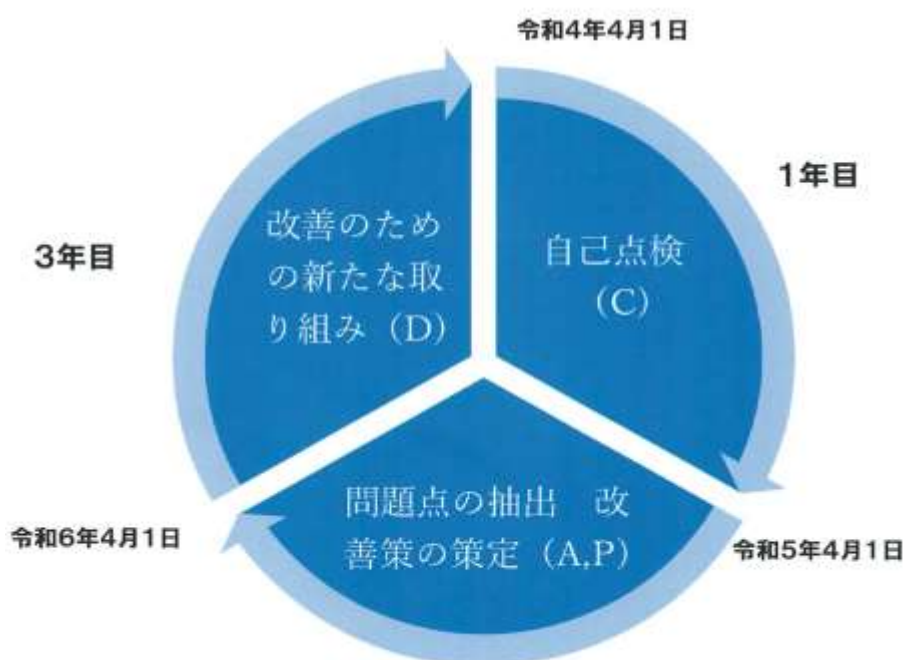 令和4年4月1日
1年目
自己点検
(C)
令和5年4月1日
問題点の抽出　改
善策の策定（A,P）
令和6年4月1日
3年目
改善のため
の新たな取
り組み（D）